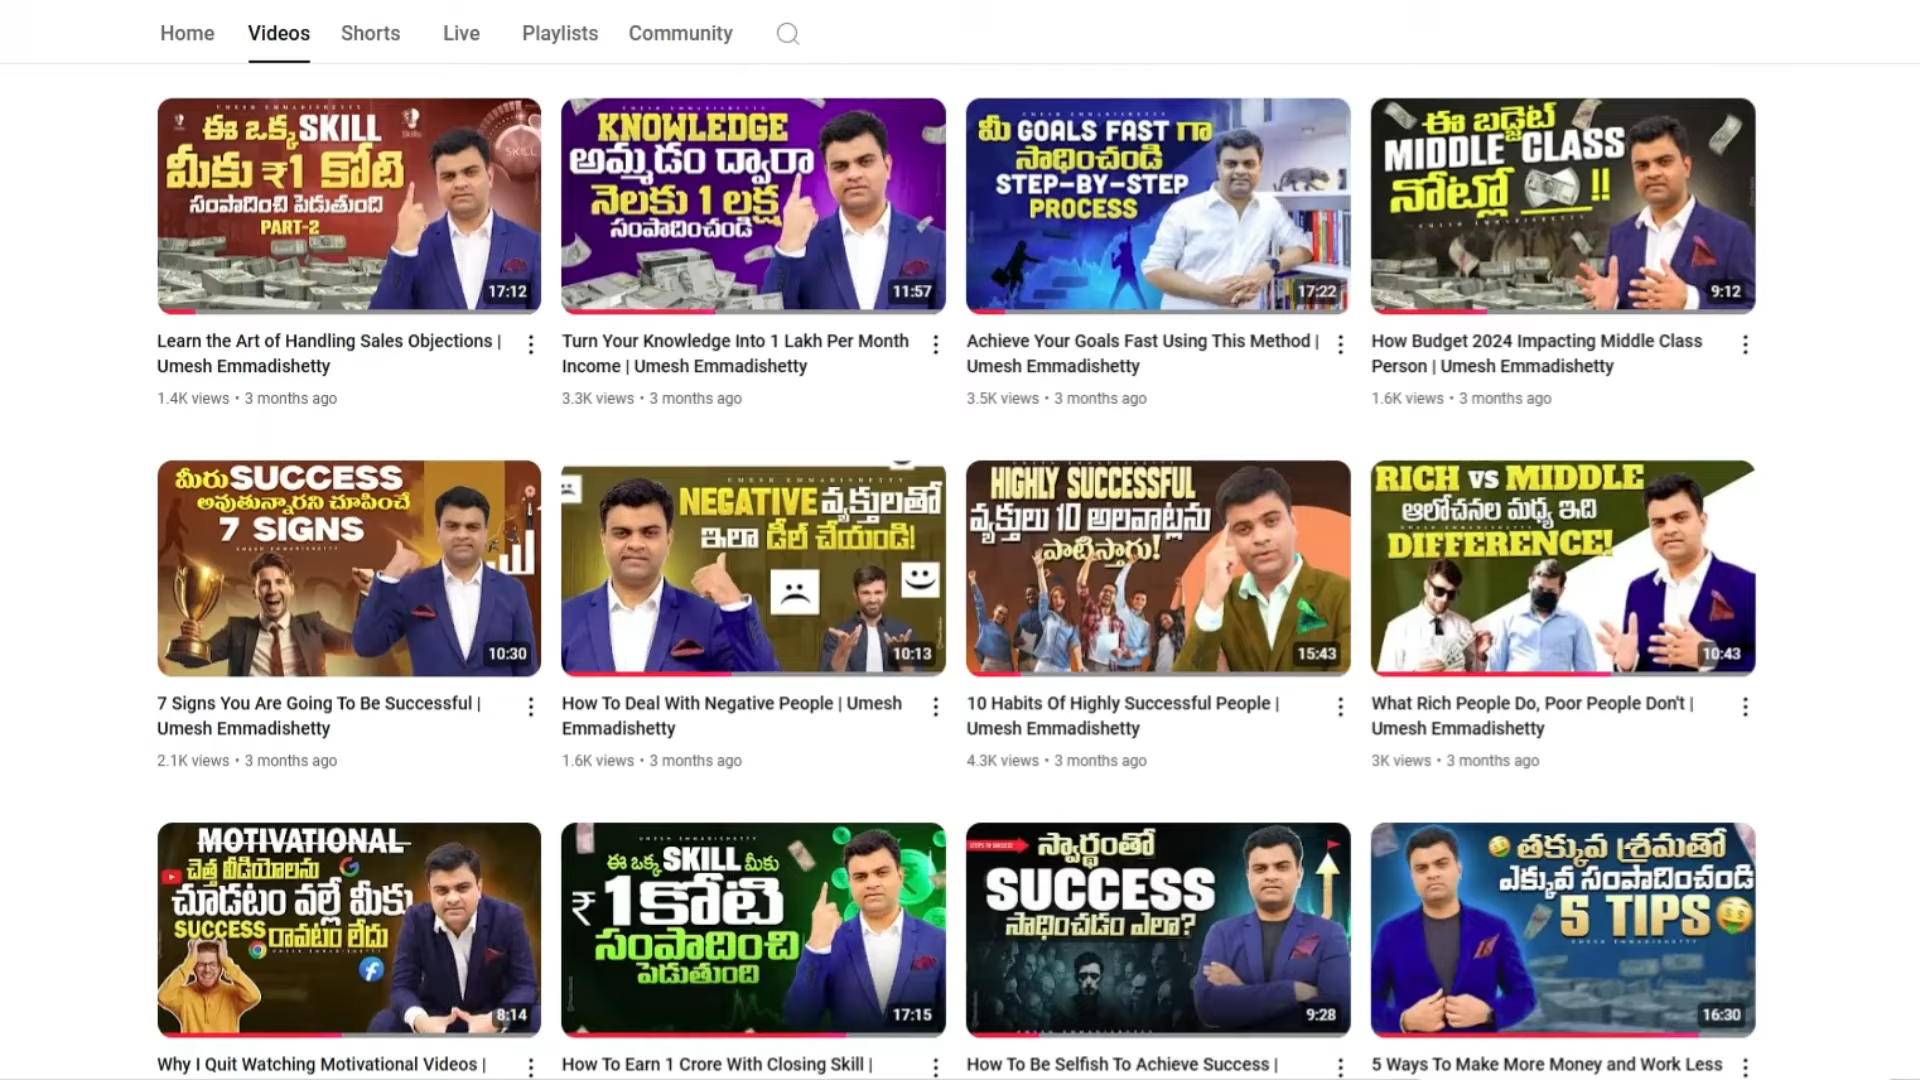 Home Videos Shorts Live Playlists Community
UMESH EMMADISHETTY
ఈ ఒక్క SKILL
మీకు ₹1 కోటి
సంపాదించి పెడుతుంది
PART-2
17:12
KNOWLEDGE
అమ్మడం ద్వారా
నెలకు 1 లక్ష
సంపాదించండి
11:57
మీ GOALS FAST గా
సాధించండి
STEP-BY-STEP
PROCESS
17:22
ఈ బడ్జెట్
MIDDLE CLASS
నోట్లో ____!!
9:12
Learn the Art of Handling Sales Objections |
Umesh Emmadishetty
1.4K views • 3 months ago
Turn Your Knowledge Into 1 Lakh Per Month
Income | Umesh Emmadishetty
3.3K views • 3 months ago
Achieve Your Goals Fast Using This Method |
Umesh Emmadishetty
3.5K views • 3 months ago
How Budget 2024 Impacting Middle Class
Person | Umesh Emmadishetty
1.6K views • 3 months ago
మీరు SUCCESS
అవుతున్నారని చూపించే
7 SIGNS
10:30
UMESH EMMADISHETTY
NEGATIVE వ్యక్తులతో
ఇలా డీల్ చేయండి!
10:13
HIGHLY SUCCESSFUL
వ్యక్తులు 10 అలవాట్లను
పాటిస్తారు!
15:43
RICH VS MIDDLE
ఆలోచనల మధ్య ఇది
DIFFERENCE!
10:43
7 Signs You Are Going To Be Successful |
Umesh Emmadishetty
2.1K views • 3 months ago
How To Deal With Negative People | Umesh
Emmadishetty
1.6K views • 3 months ago
10 Habits Of Highly Successful People |
Umesh Emmadishetty
4.3K views • 3 months ago
What Rich People Do, Poor People Don't |
Umesh Emmadishetty
3K views • 3 months ago
MOTIVATIONAL
చెత్త వీడియోలను
చూడటం వల్లే మీకు
SUCCESS రావటం లేదు
8:14
UMESH EMMADISHETTY
ఈ ఒక్క SKILL మీకు
₹ 1 కోటి
సంపాదించి
పెడుతుంది
17:15
STEPS TO SUCCESS
స్వార్థంతో
SUCCESS
సాధించడం ఎలా?
9:28
తక్కువ శ్రమతో
ఎక్కువ సంపాదించండి
5 TIPS
16:30
Why I Quit Watching Motivational Videos |
How To Earn 1 Crore With Closing Skill |
How To Be Selfish To Achieve Success |
5 Ways To Make More Money and Work Less